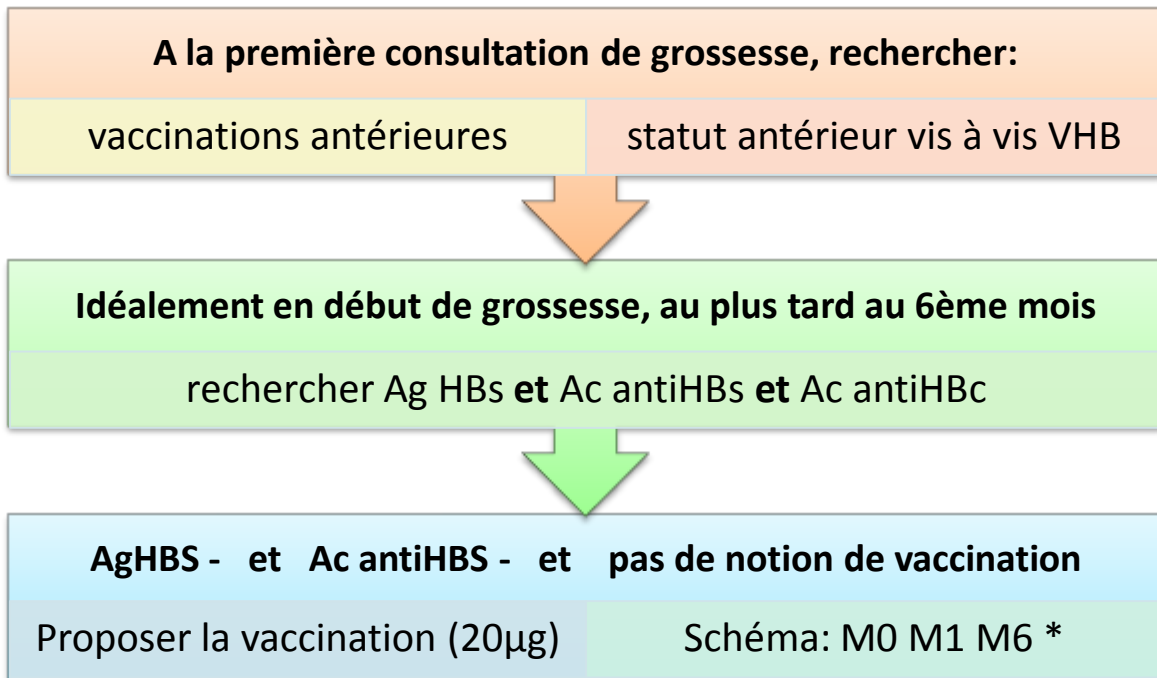 A la première consultation de grossesse, rechercher:
vaccinations antérieures
statut antérieur vis à vis VHB
Idéalement en début de grossesse, au plus tard au 6ème mois
rechercher Ag HBs et Ac antiHBs et Ac antiHBc
AgHBS - et Ac antiHBS - et pas de notion de vaccination
Proposer la vaccination (20µg)
Schéma: M0 M1 M6 *